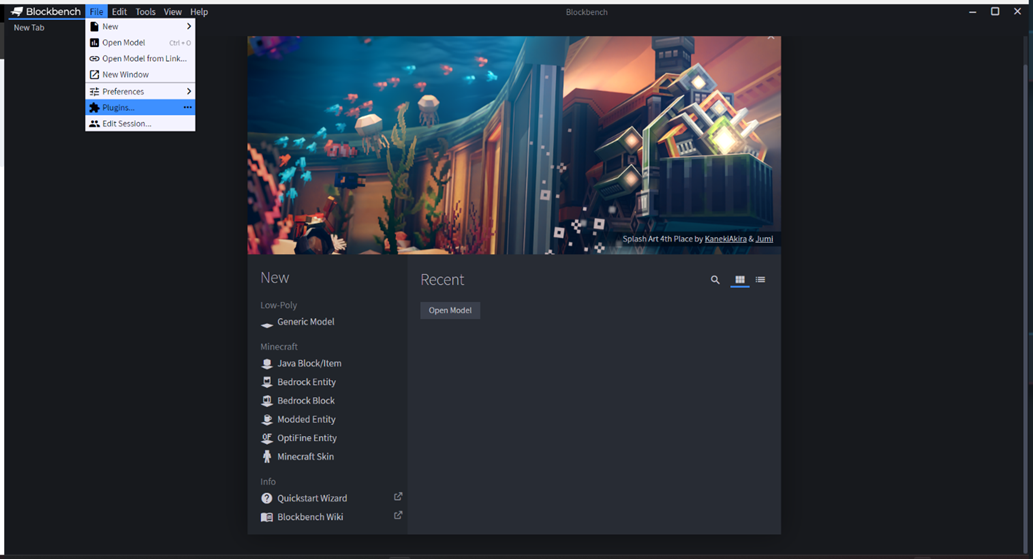 Blockbench File Edit Tools View Help
Blockbench
New Tab
New
Open Model Ctrl + O
Open Model from Link...
New Window
Preferences
Plugins...
Edit Session...
Splash Art 4th Place by KanekiAkira & Jumi
New
Low-Poly
Generic Model
Minecraft
Java Block/Item
Bedrock Entity
Bedrock Block
Modded Entity
OptiFine Entity
Minecraft Skin
Info
Quickstart Wizard
Blockbench Wiki
Recent
Open Model